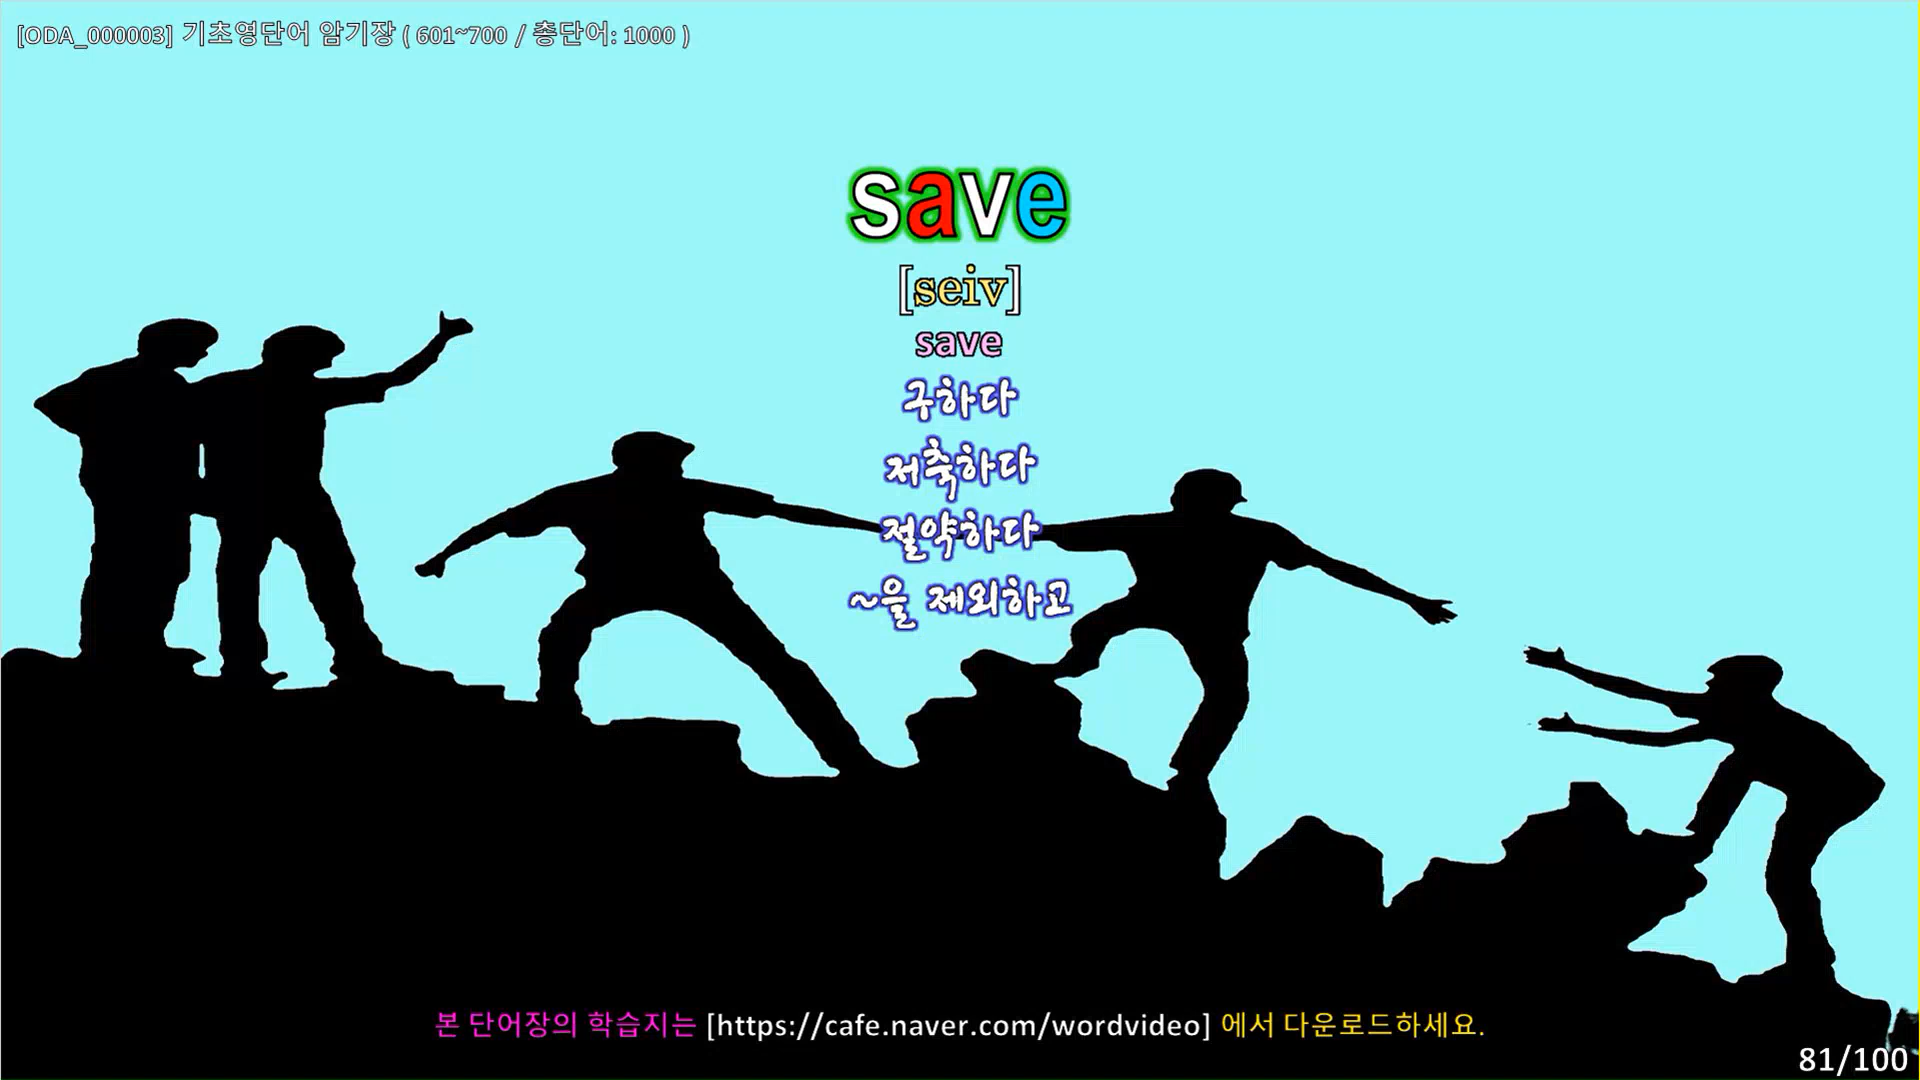 [ODA_000003] 기초영단어 암기장 ( 601~700 / 총단어: 1000 )
save
[seiv]
save
구하다
저축하다
절약하다
~을 제외하고
본 단어장의 학습지는 [https://cafe.naver.com/wordvideo] 에서 다운로드하세요.
81/100